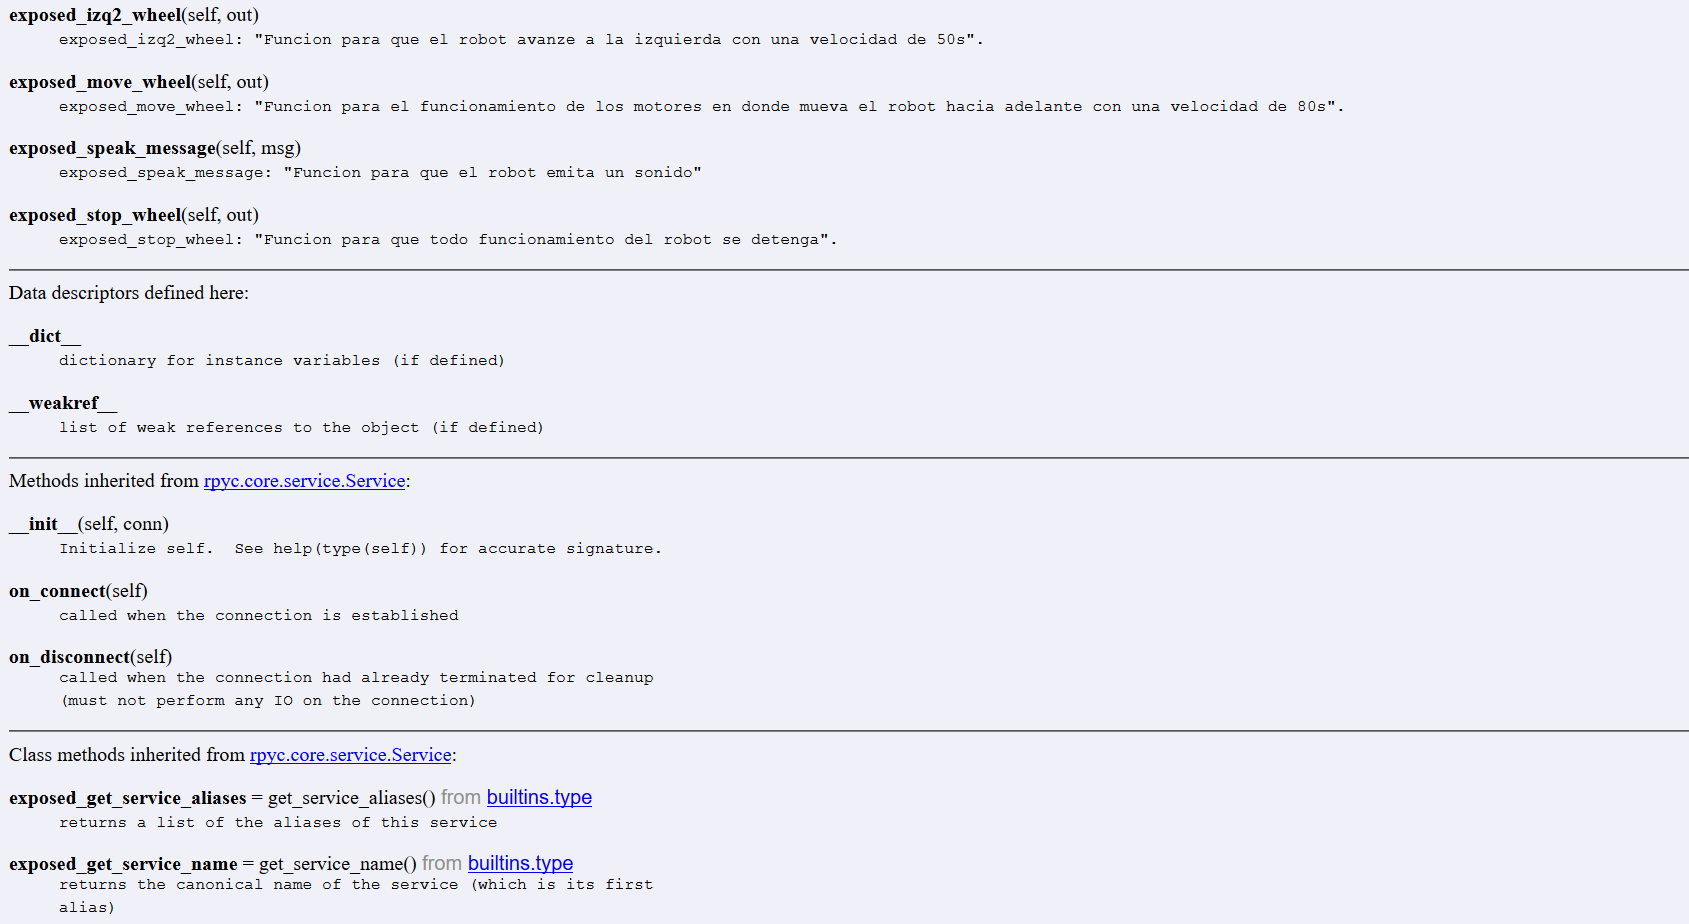 exposed_izq2_wheel(self, out)
exposed_izq2_wheel: "Funcion para que el robot avanze a la izquierda con una velocidad de 50s".
exposed_move_wheel(self, out)
exposed_move_wheel: "Funcion para el funcionamiento de los motores en donde mueva el robot hacia adelante con una velocidad de 80s".
exposed_speak_message(self, msg)
exposed_speak_message: "Funcion para que el robot emita un sonido"
exposed_stop_wheel(self, out)
exposed_stop_wheel: "Funcion para que todo funcionamiento del robot se detenga".
Data descriptors defined here:
__dict__
dictionary for instance variables (if defined)
__weakref__
list of weak references to the object (if defined)
Methods inherited from rpyc.core.service.Service:
__init__(self, conn)
Initialize self.  See help(type(self)) for accurate signature.
on_connect(self)
called when the connection is established
on_disconnect(self)
called when the connection had already terminated for cleanup
(must not perform any IO on the connection)
Class methods inherited from rpyc.core.service.Service:
exposed_get_service_aliases = get_service_aliases() from builtins.type
returns a list of the aliases of this service
exposed_get_service_name = get_service_name() from builtins.type
returns the canonical name of the service (which is its first
alias)